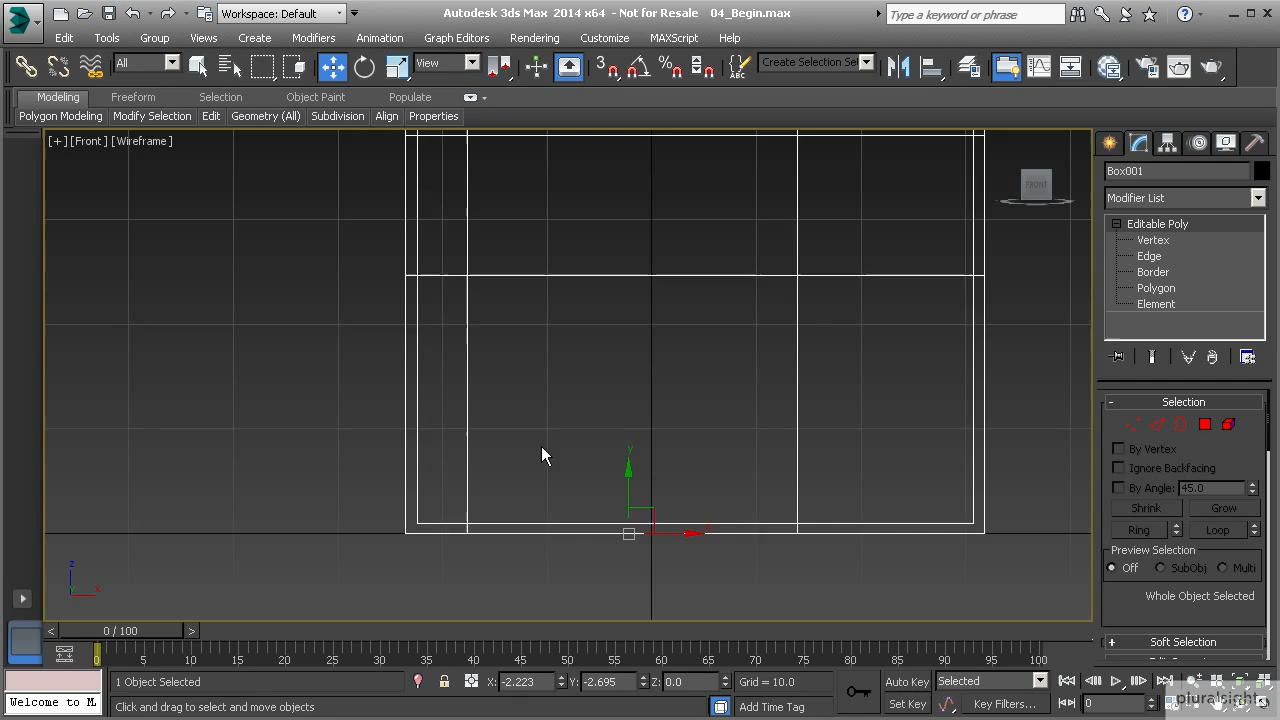 Workspace: Default
Autodesk 3ds Max 2014 x64 - Not for Resale 04_Begin.max
Type a keyword or phrase
Edit Tools Group Views Create Modifiers Animation Graph Editors Rendering Customize MAXScript Help
All
View
Create Selection Se
Modeling Freeform Selection Object Paint Populate
Polygon Modeling Modify Selection Edit Geometry (All) Subdivision Align Properties
[+] [Front] [Wireframe]
FRONT
Box001
Modifier List
Editable Poly
Vertex
Edge
Border
Polygon
Element
Selection
By Vertex
Ignore Backfacing
By Angle: 45.0
Shrink Grow
Ring Loop
Preview Selection
Off SubObj Multi
Whole Object Selected
Soft Selection
y
x
z
x
< 0 / 100 >
0 5 10 15 20 25 30 35 40 45 50 55 60 65 70 75 80 85 90 95 100
1 Object Selected X: -2.223 Y: -2.695 Z: 0.0 Grid = 10.0 Auto Key Selected
Welcome to M Click and drag to select and move objects Add Time Tag Set Key Key Filters... 0
pluralsight